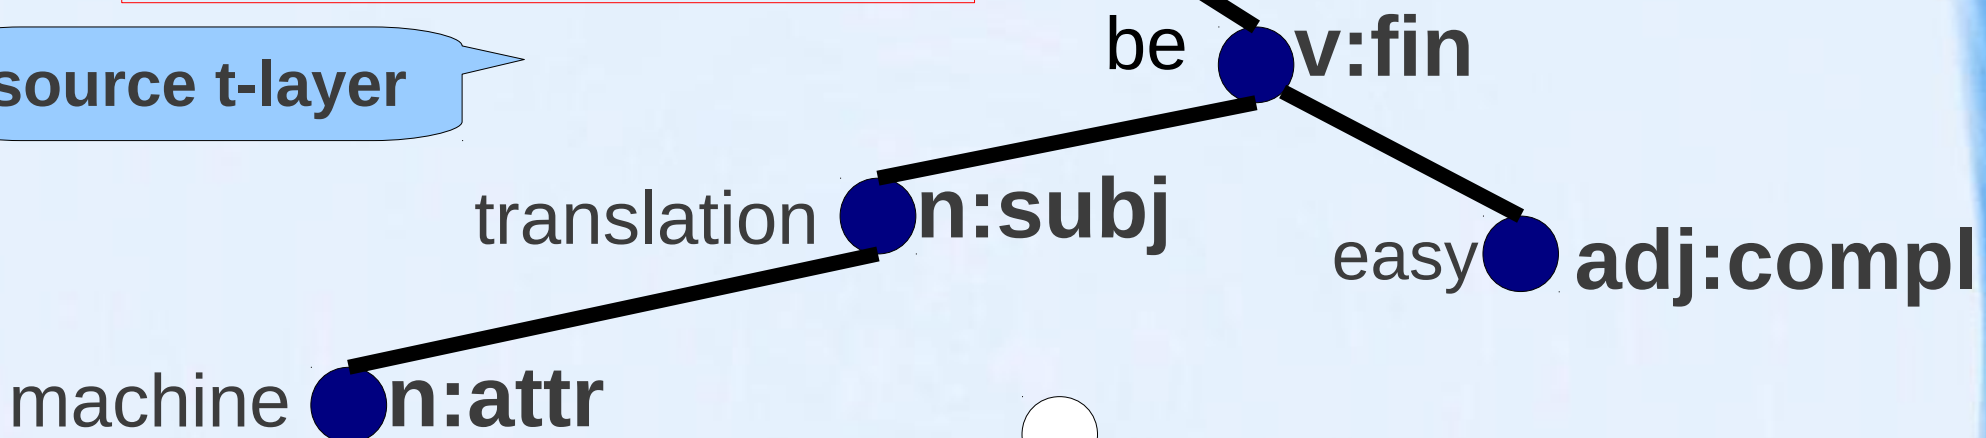 be v:fin
source t-layer
translation n:subj
easy adj:compl
machine n:attr